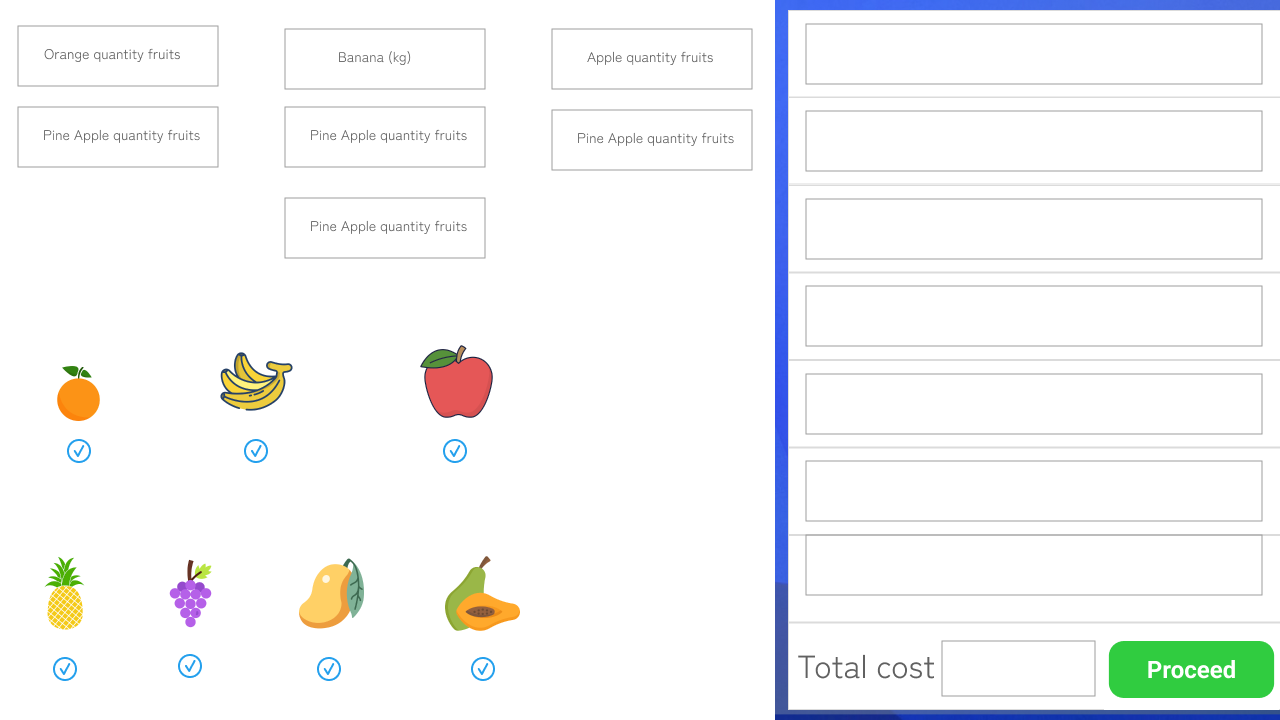 Orange quantity fruits
Banana (kg)
Apple quantity fruits
Pine Apple quantity fruits
Pine Apple quantity fruits
Pine Apple quantity fruits
Pine Apple quantity fruits
Total cost
Proceed